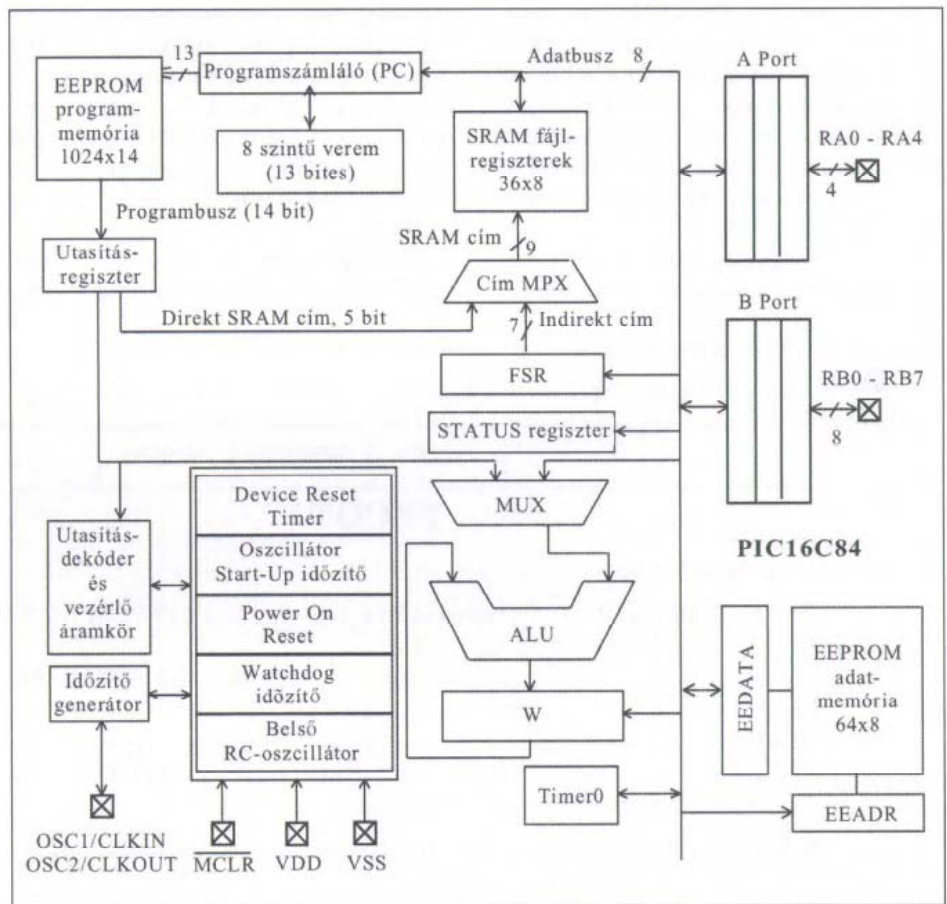 EEPROM
program-
memória
1024x14
13
Programszámláló (PC)
8 szintű verem
(13 bites)
Adatbusz 8
SRAM fájl-
regiszterek
36x8
A Port
RA0 - RA4
4
Programbusz (14 bit)
Utasítás-
regiszter
SRAM cím
9
Cím MPX
Direkt SRAM cím, 5 bit
7
Indirekt cím
FSR
STATUS regiszter
B Port
RB0 - RB7
8
MUX
PIC16C84
Utasítás-
dekóder
és
vezérlő
áramkör
Device Reset
Timer
Oszcillátor
Start-Up időzítő
Power On
Reset
Watchdog
idõzítő
Belső
RC-oszcillátor
Időzítő
generátor
ALU
W
Timer0
EEDATA
EEPROM
adat-
memória
64x8
EEADR
OSC1/CLKIN
OSC2/CLKOUT
MCLR
VDD
VSS